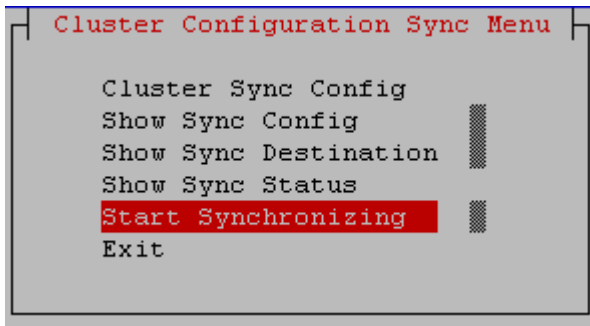 Cluster Configuration Sync Menu
Cluster Sync Config
Show Sync Config
Show Sync Destination
Show Sync Status
Start Synchronizing
Exit